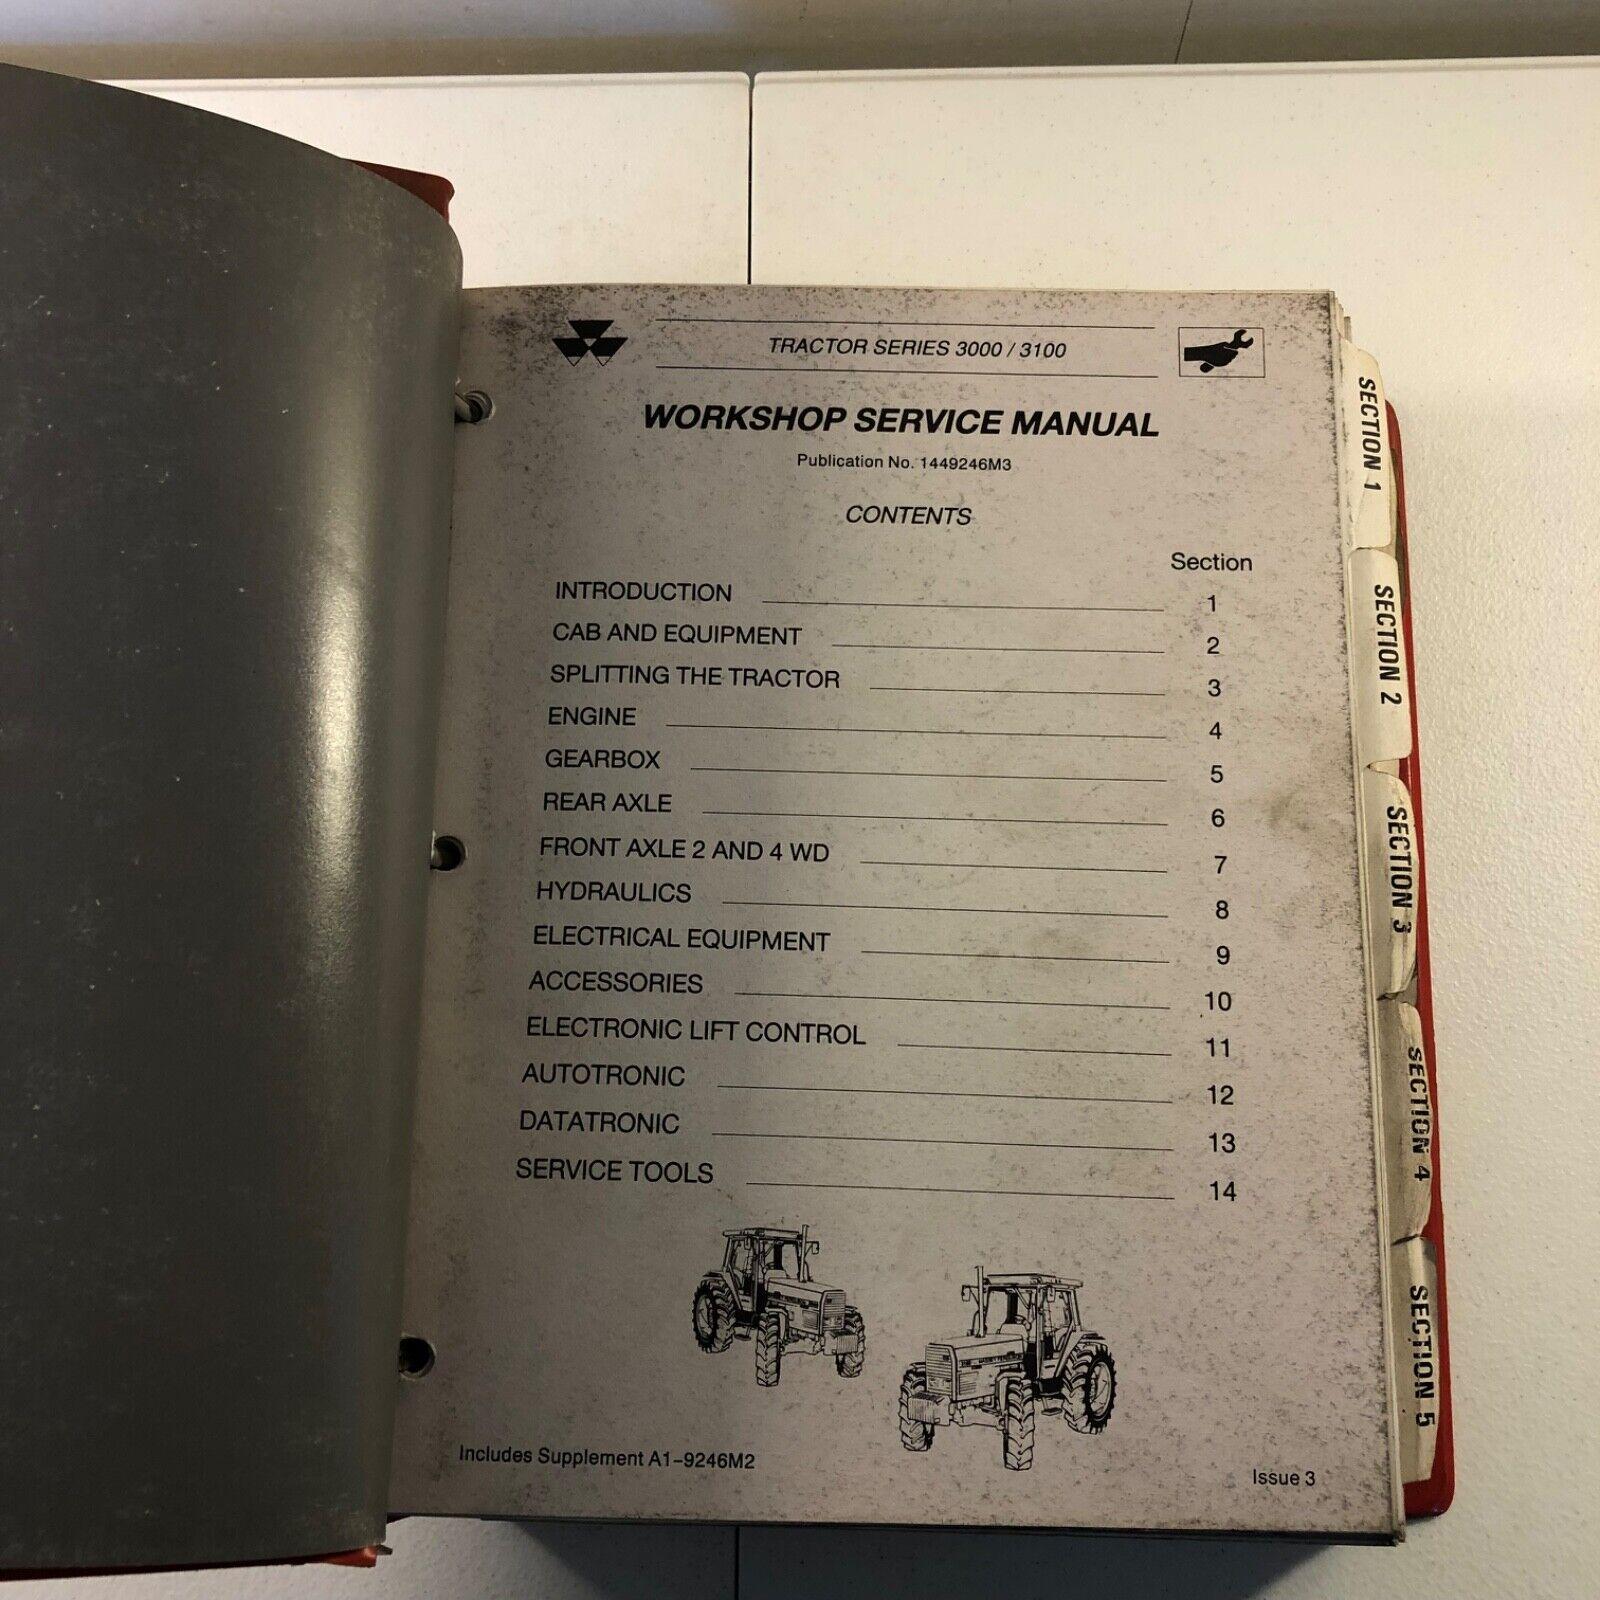 TRACTOR SERIES 3000 / 3100
WORKSHOP SERVICE MANUAL
Publication No. 1449246M3
CONTENTS
Section
INTRODUCTION 1
CAB AND EQUIPMENT 2
SPLITTING THE TRACTOR 3
ENGINE 4
GEARBOX 5
REAR AXLE 6
FRONT AXLE 2 AND 4 WD 7
HYDRAULICS 8
ELECTRICAL EQUIPMENT 9
ACCESSORIES 10
ELECTRONIC LIFT CONTROL 11
AUTOTRONIC 12
DATATRONIC 13
SERVICE TOOLS 14
Includes Supplement A1-9246M2
Issue 3
SECTION 1
SECTION 2
SECTION 3
SECTION 4
SECTION 5